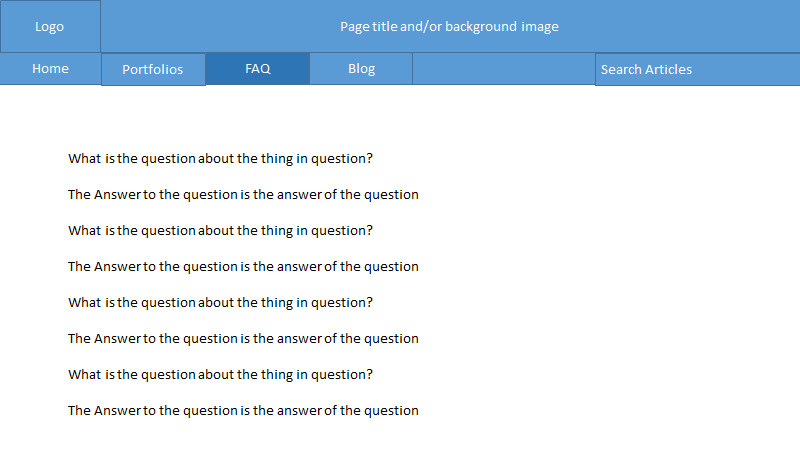 Logo
Page title and/or background image
Home
Portfolios
FAQ
Blog
Search Articles
What is the question about the thing in question?
The Answer to the question is the answer of the question
What is the question about the thing in question?
The Answer to the question is the answer of the question
What is the question about the thing in question?
The Answer to the question is the answer of the question
What is the question about the thing in question?
The Answer to the question is the answer of the question